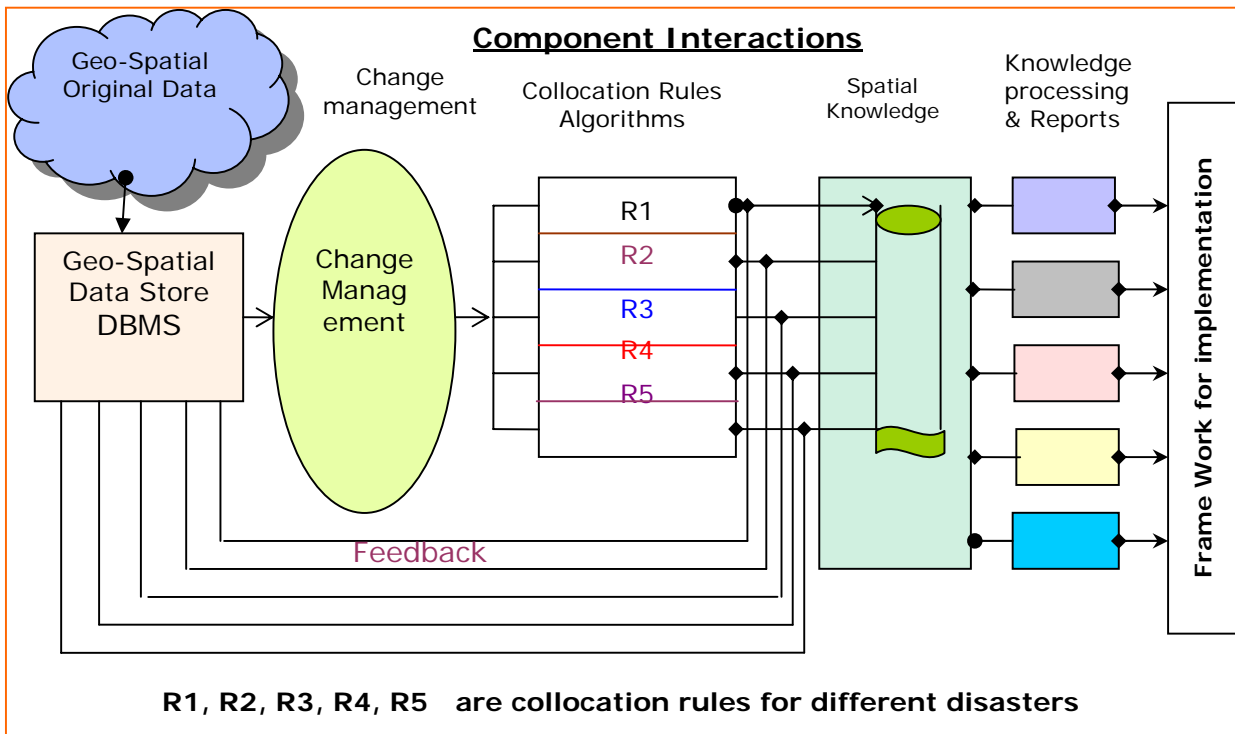 Component Interactions
Geo-Spatial
Original Data
Change
management
Collocation Rules
Algorithms
Spatial
Knowledge
Knowledge
processing
& Reports
Geo-Spatial
Data Store
DBMS
Change
Manag
ement
R1
R2
R3
R4
R5
Frame Work for implementation
Feedback
R1, R2, R3, R4, R5 are collocation rules for different disasters